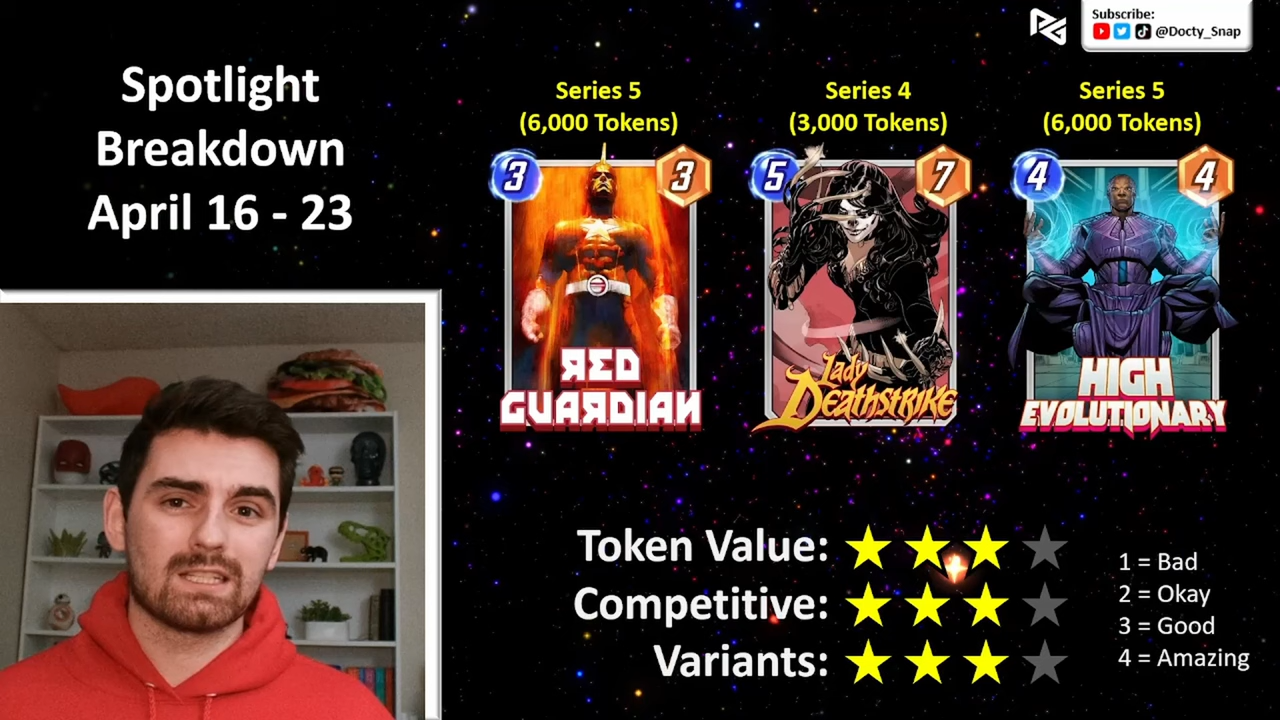 Spotlight
Breakdown
April 16 - 23
Subscribe:
@Docty_Snap
Series 5
(6,000 Tokens)
3
3
RED
GUARDIAN
Series 4
(3,000 Tokens)
5
7
Lady
Deathstrike
Series 5
(6,000 Tokens)
4
4
HIGH
EVOLUTIONARY
Token Value:
Competitive:
Variants:
1 = Bad
2 = Okay
3 = Good
4 = Amazing